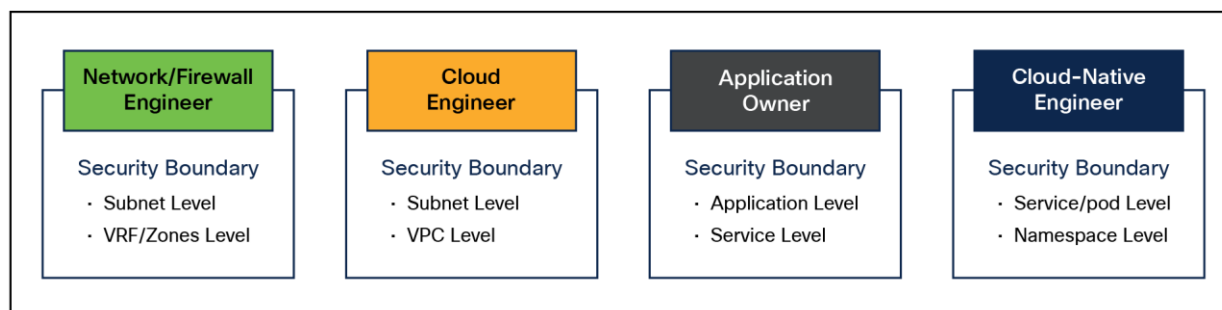 Network/Firewall
Engineer
Security Boundary
· Subnet Level
· VRF/Zones Level
Cloud
Engineer
Security Boundary
· Subnet Level
· VPC Level
Application
Owner
Security Boundary
· Application Level
· Service Level
Cloud-Native
Engineer
Security Boundary
· Service/pod Level
· Namespace Level